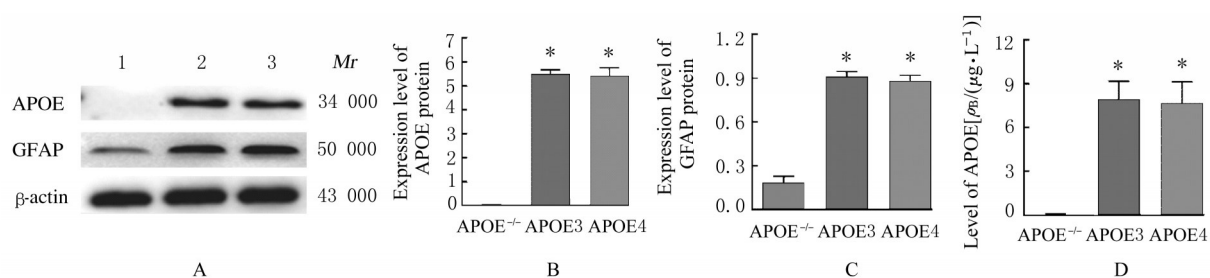 1 2 3 Mr
APOE 34 000
GFAP 50 000
β-actin 43 000
A
Expression level of
APOE protein
6
5
4
3
2
1
0
* *
APOE⁻/⁻ APOE3 APOE4
B
Expression level of
GFAP protein
1.2
0.9
0.6
0.3
0.0
* *
APOE⁻/⁻ APOE3 APOE4
C
Level of APOE[ρB/(μg·L⁻¹)]
12
9
6
3
0
* *
APOE⁻/⁻ APOE3 APOE4
D